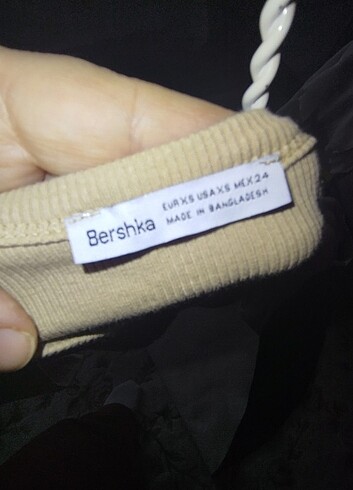 Bershka
EUR XS USA XS MEX 24
MADE IN BANGLADESH